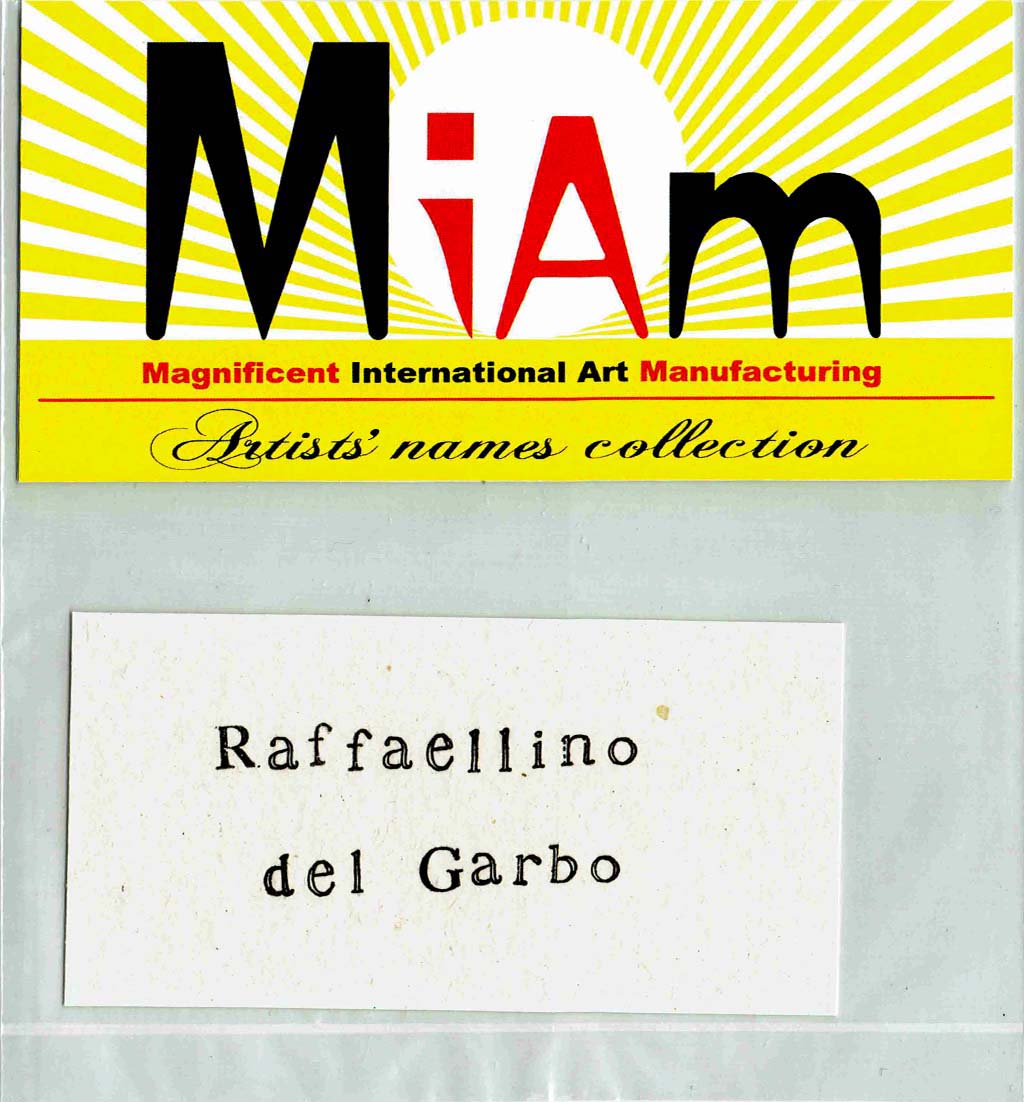 MiAm
Magnificent International Art Manufacturing
Artists' names collection
Raffaellino
del Garbo